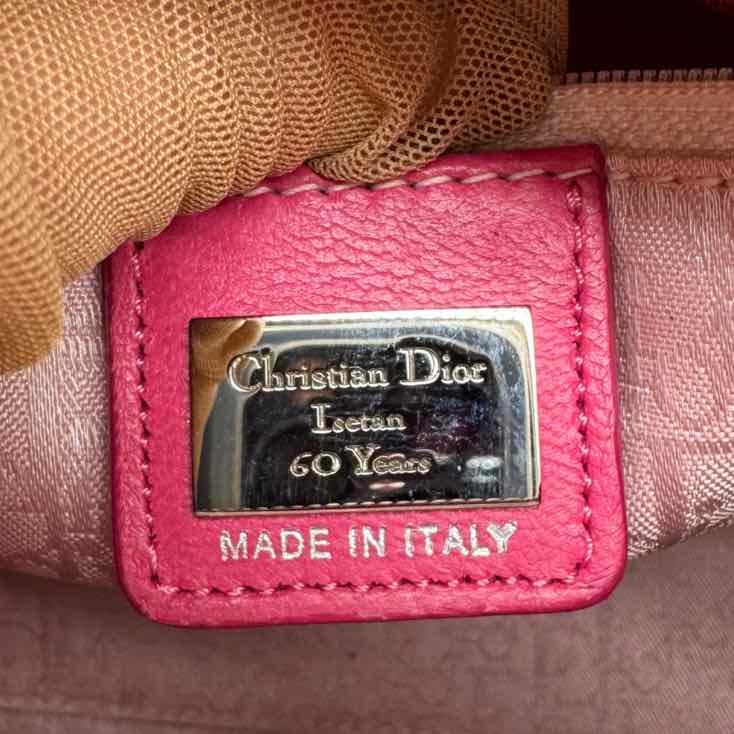 Christian Dior
Isetan
60 Years
MADE IN ITALY